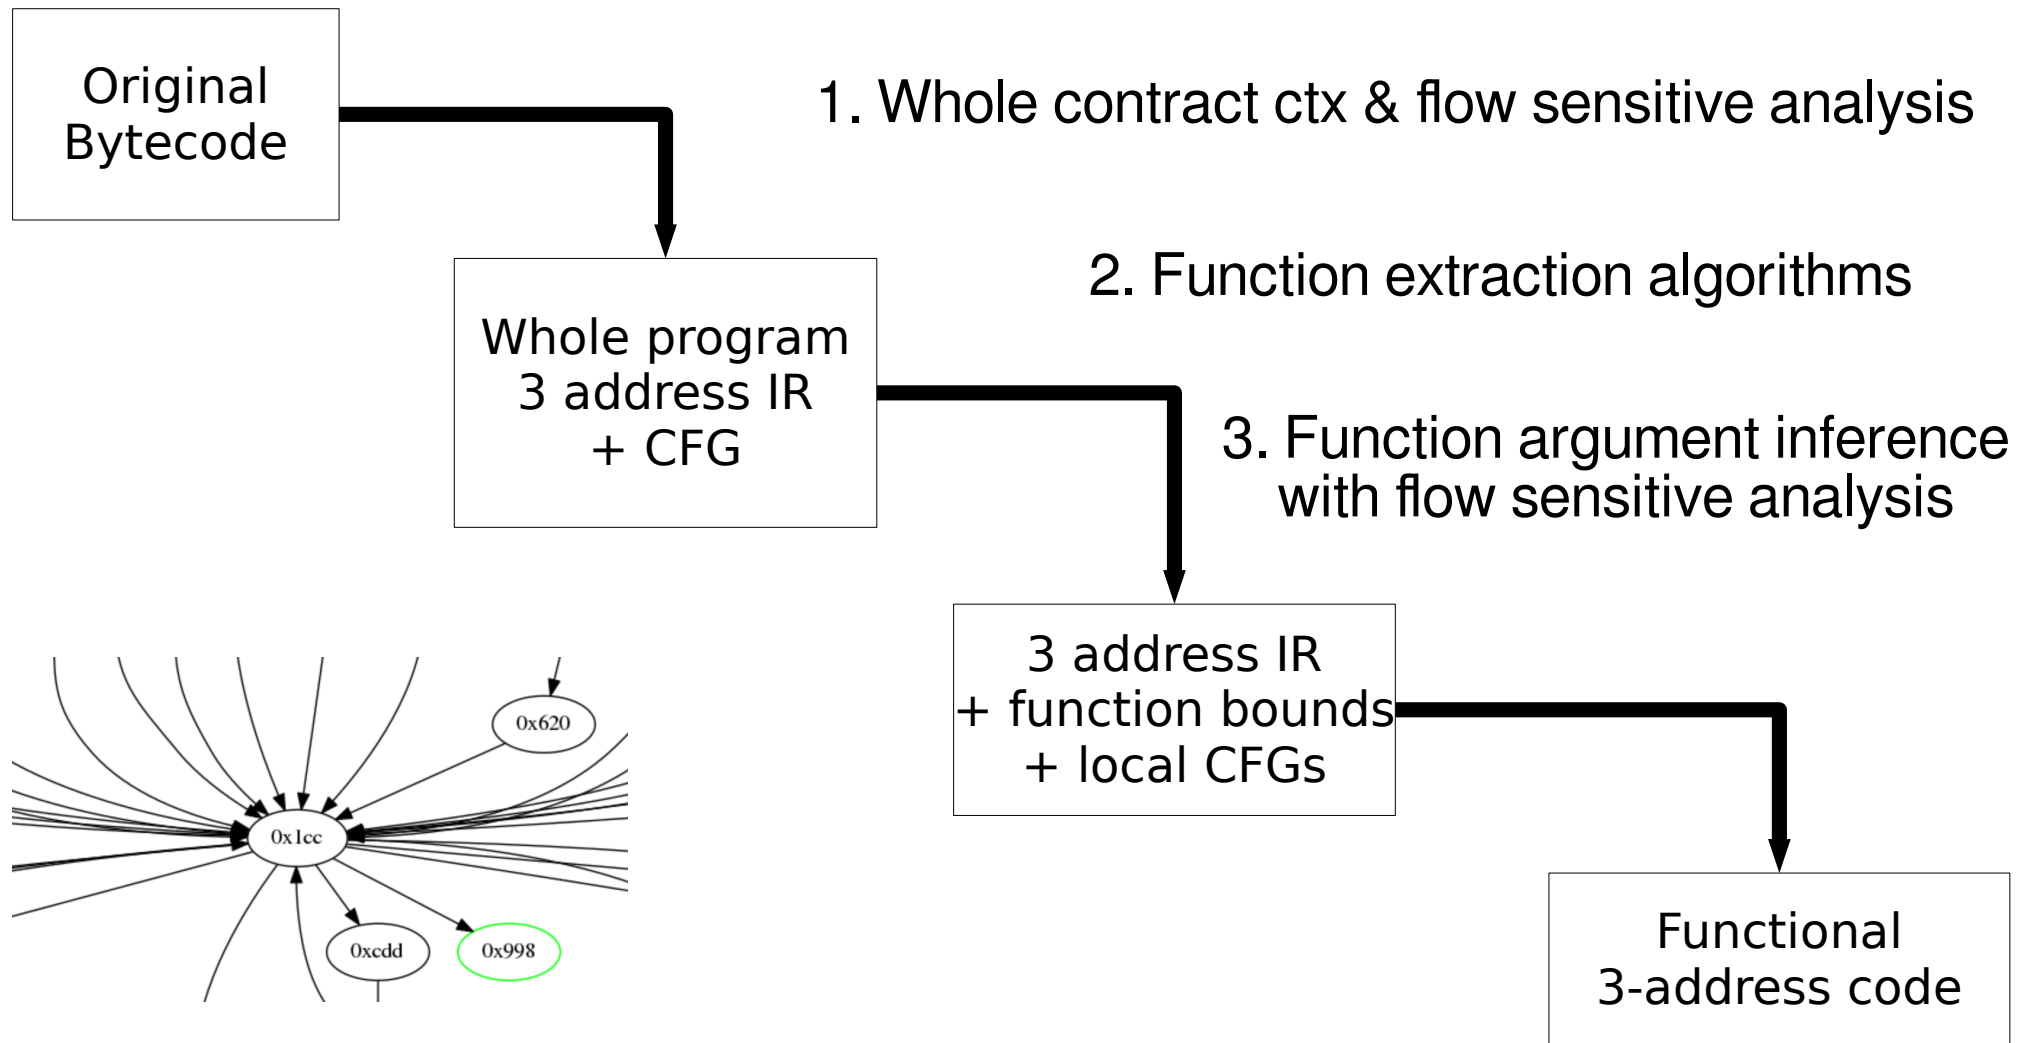 Original
Bytecode
1. Whole contract ctx & flow sensitive analysis
2. Function extraction algorithms
Whole program
3 address IR
+ CFG
3. Function argument inference
with flow sensitive analysis
3 address IR
+ function bounds
+ local CFGs
0x620
0x1cc
0xcdd
0x998
Functional
3-address code